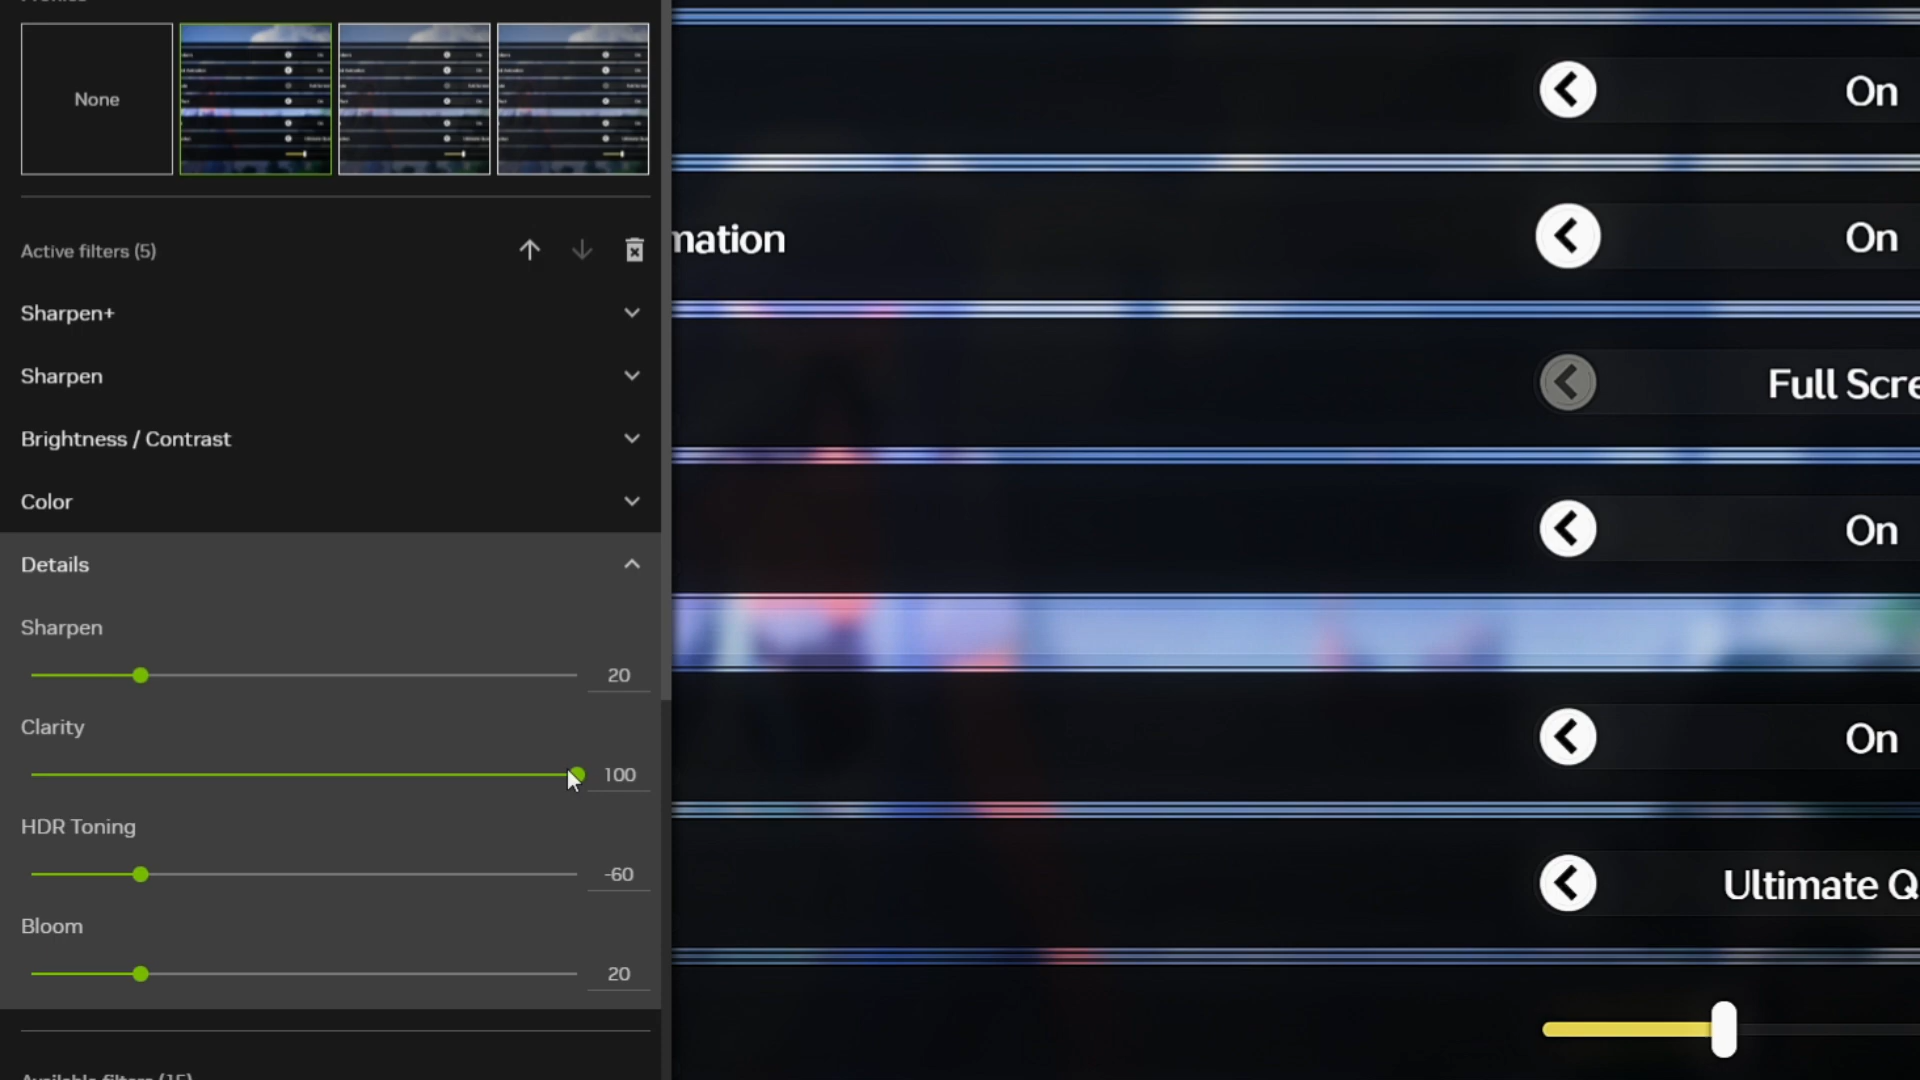 None
Active filters (5)
Sharpen+
Sharpen
Brightness / Contrast
Color
Details
Sharpen
20
Clarity
100
HDR Toning
-60
Bloom
20
On
mation
On
Full Scre
On
On
Ultimate Q